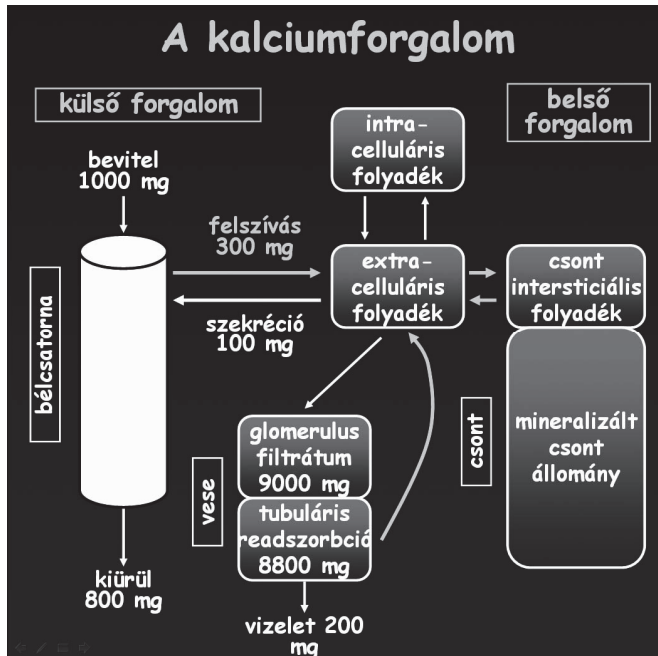 A kalciumforgalom
külső forgalom
belső
forgalom
bevitel
1000 mg
intra-
celluláris
folyadék
felszívás
300 mg
extra-
celluláris
folyadék
csont
intersticiális
folyadék
szekréció
100 mg
bélcsatorna
glomerulus
filtrátum
9000 mg
vese
tubuláris
readszorbció
8800 mg
csont
mineralizált
csont
állomány
kiürül
800 mg
vizelet 200
mg